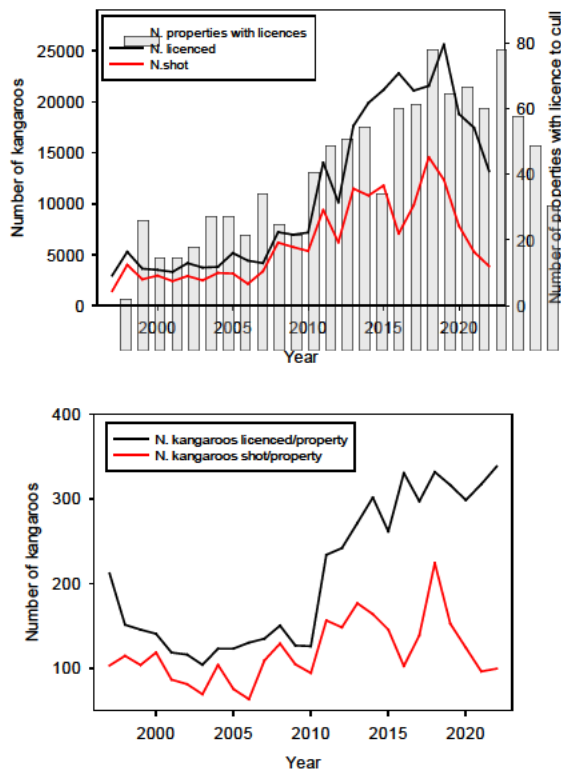 N. properties with licences
N. licenced
N.shot
25000
20000
15000
10000
5000
0
Number of kangaroos
80
60
40
20
0
Number of properties with licence to cull
2000 2005 2010 2015 2020
Year
400
300
200
100
Number of kangaroos
N. kangaroos licenced/property
N. kangaroos shot/property
2000 2005 2010 2015 2020
Year